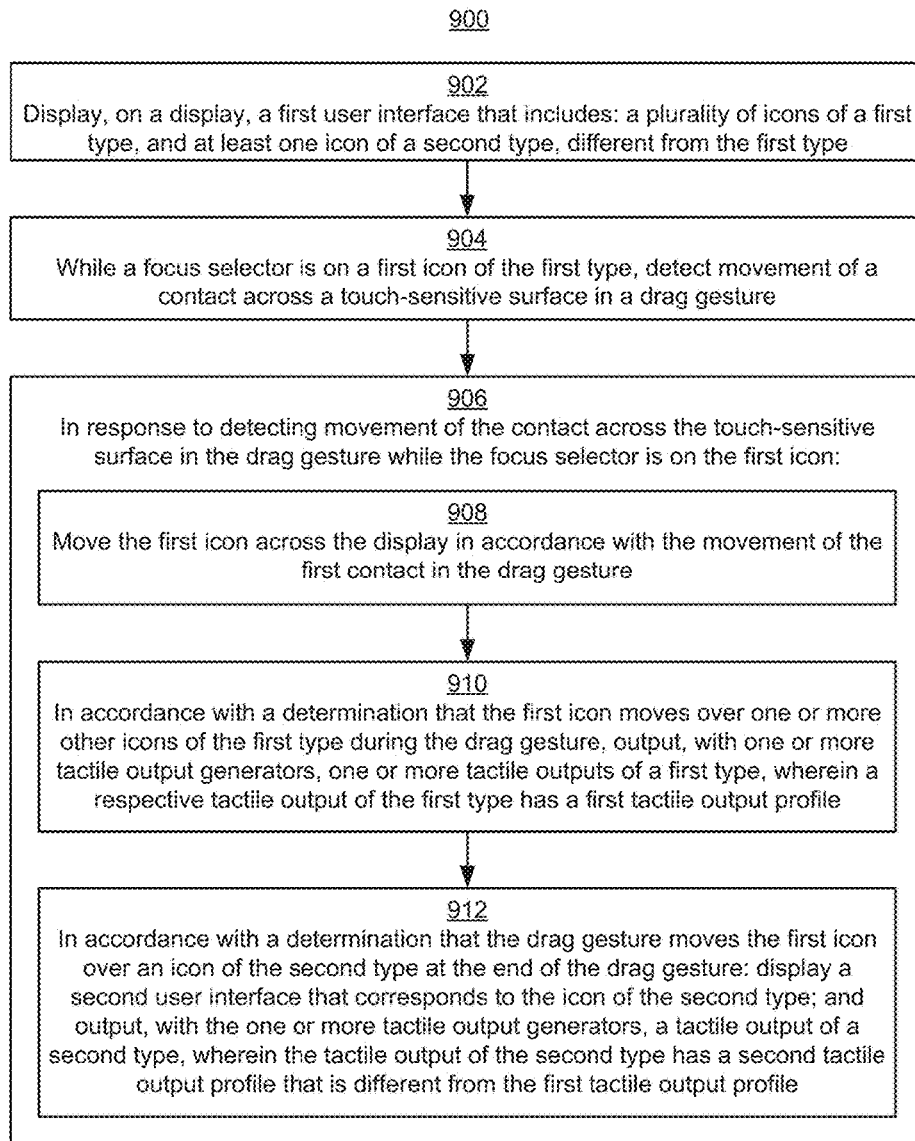 900
902
Display, on a display, a first user interface that includes: a plurality of icons of a first
type, and at least one icon of a second type, different from the first type
904
While a focus selector is on a first icon of the first type, detect movement of a
contact across a touch-sensitive surface in a drag gesture
906
In response to detecting movement of the contact across the touch-sensitive
surface in the drag gesture while the focus selector is on the first icon:
908
Move the first icon across the display in accordance with the movement of the
first contact in the drag gesture
910
In accordance with a determination that the first icon moves over one or more
other icons of the first type during the drag gesture, output, with one or more
tactile output generators, one or more tactile outputs of a first type, wherein a
respective tactile output of the first type has a first tactile output profile
912
In accordance with a determination that the drag gesture moves the first icon
over an icon of the second type at the end of the drag gesture: display a
second user interface that corresponds to the icon of the second type; and
output, with the one or more tactile output generators, a tactile output of a
second type, wherein the tactile output of the second type has a second tactile
output profile that is different from the first tactile output profile